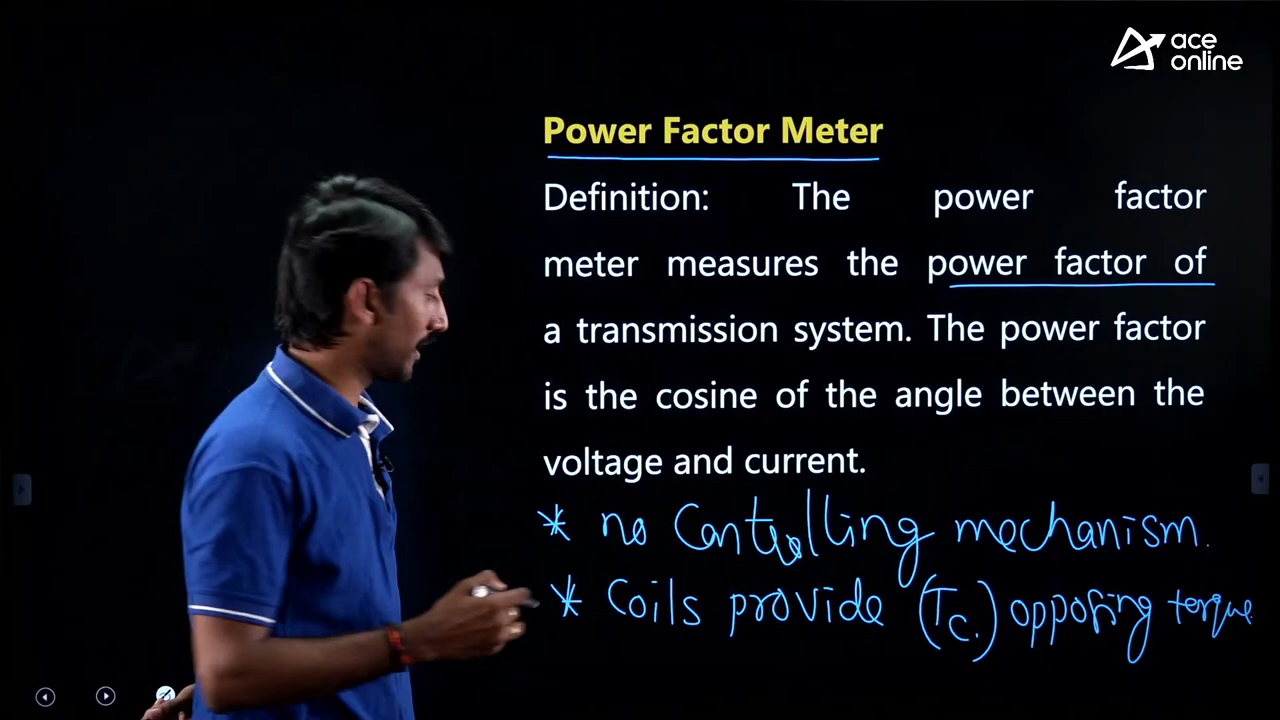 ace
online
Power Factor Meter
Definition: The power factor
meter measures the power factor of
a transmission system. The power factor
is the cosine of the angle between the
voltage and current.
* no Controlling mechanism.
* Coils provide (Tc.) opposing torque